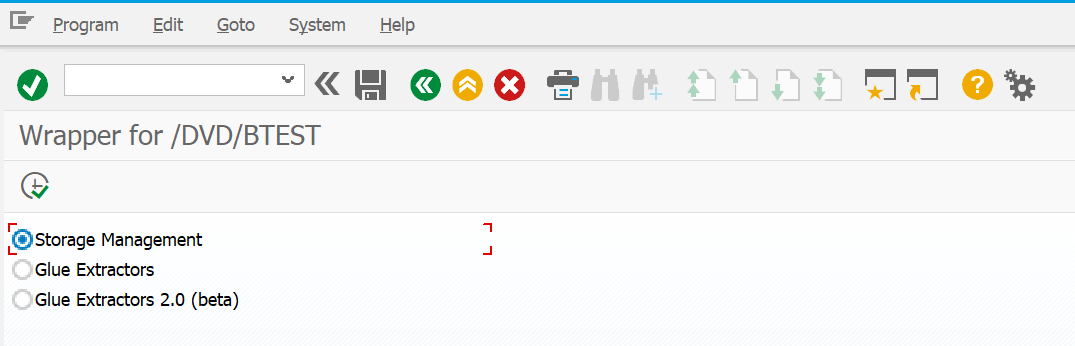 Program Edit Goto System Help
Wrapper for /DVD/BTEST
Storage Management
Glue Extractors
Glue Extractors 2.0 (beta)